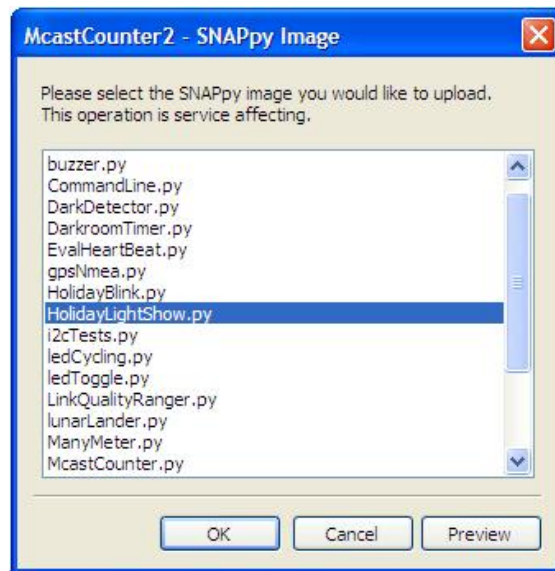 McastCounter2 - SNAPpy Image
Please select the SNAPpy image you would like to upload.
This operation is service affecting.
buzzer.py
CommandLine.py
DarkDetector.py
DarkroomTimer.py
EvalHeartBeat.py
gpsNmea.py
HolidayBlink.py
HolidayLightShow.py
i2cTests.py
ledCycling.py
ledToggle.py
LinkQualityRanger.py
lunarLander.py
ManyMeter.py
McastCounter.py
OK Cancel Preview